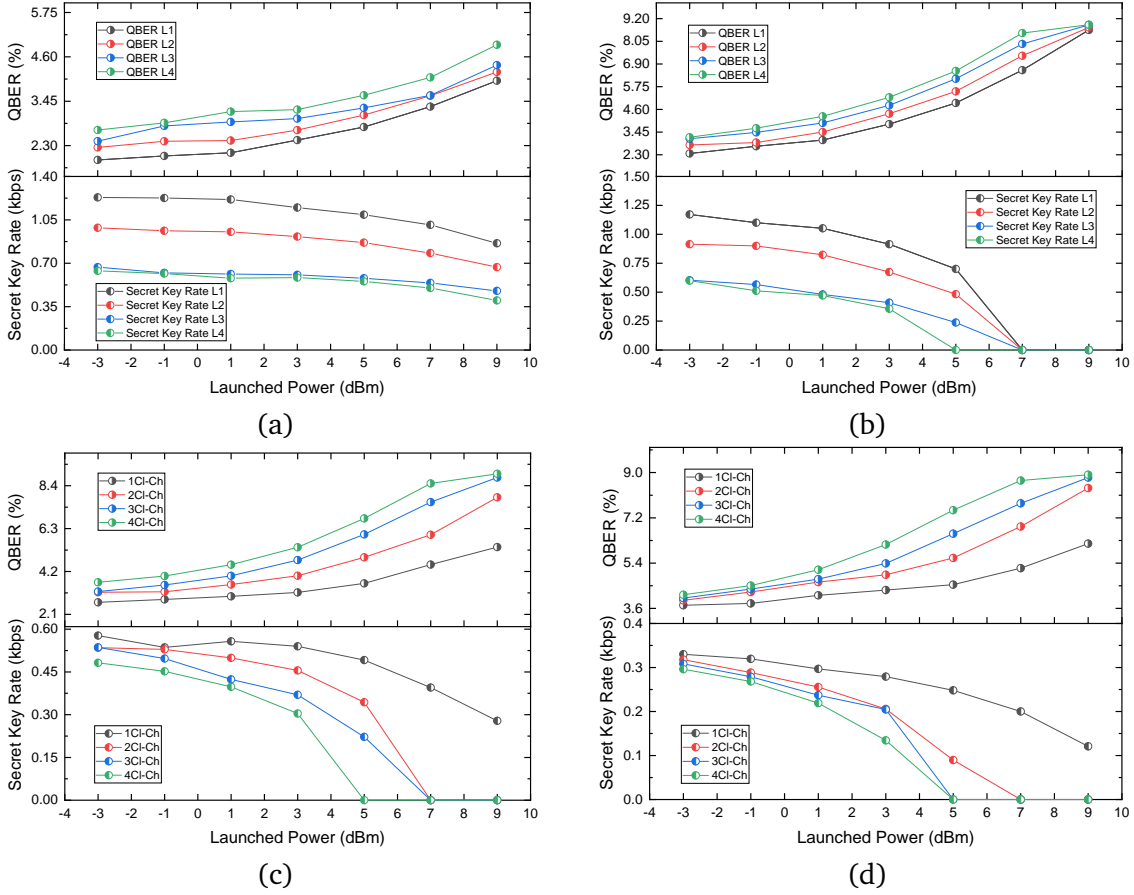 5.75
4.60
3.45
2.30
QBER (%)
QBER L1
QBER L2
QBER L3
QBER L4
1.40
1.05
0.70
0.35
0.00
Secret Key Rate (kbps)
Secret Key Rate L1
Secret Key Rate L2
Secret Key Rate L3
Secret Key Rate L4
-4 -3 -2 -1 0 1 2 3 4 5 6 7 8 9 10
Launched Power (dBm)
(a)
9.20
8.05
6.90
5.75
4.60
3.45
2.30
QBER (%)
QBER L1
QBER L2
QBER L3
QBER L4
1.50
1.25
1.00
0.75
0.50
0.25
0.00
Secret Key Rate (kbps)
Secret Key Rate L1
Secret Key Rate L2
Secret Key Rate L3
Secret Key Rate L4
-4 -3 -2 -1 0 1 2 3 4 5 6 7 8 9 10
Launched Power (dBm)
(b)
8.4
6.3
4.2
2.1
QBER (%)
1Cl-Ch
2Cl-Ch
3Cl-Ch
4Cl-Ch
0.60
0.45
0.30
0.15
0.00
Secret Key Rate (kbps)
1Cl-Ch
2Cl-Ch
3Cl-Ch
4Cl-Ch
-4 -3 -2 -1 0 1 2 3 4 5 6 7 8 9 10
Launched Power (dBm)
(c)
9.0
7.2
5.4
3.6
QBER (%)
1Cl-Ch
2Cl-Ch
3Cl-Ch
4Cl-Ch
0.4
0.3
0.2
0.1
0.0
Secret Key Rate (kbps)
1Cl-Ch
2Cl-Ch
3Cl-Ch
4Cl-Ch
-4 -3 -2 -1 0 1 2 3 4 5 6 7 8 9 10
Launched Power (dBm)
(d)